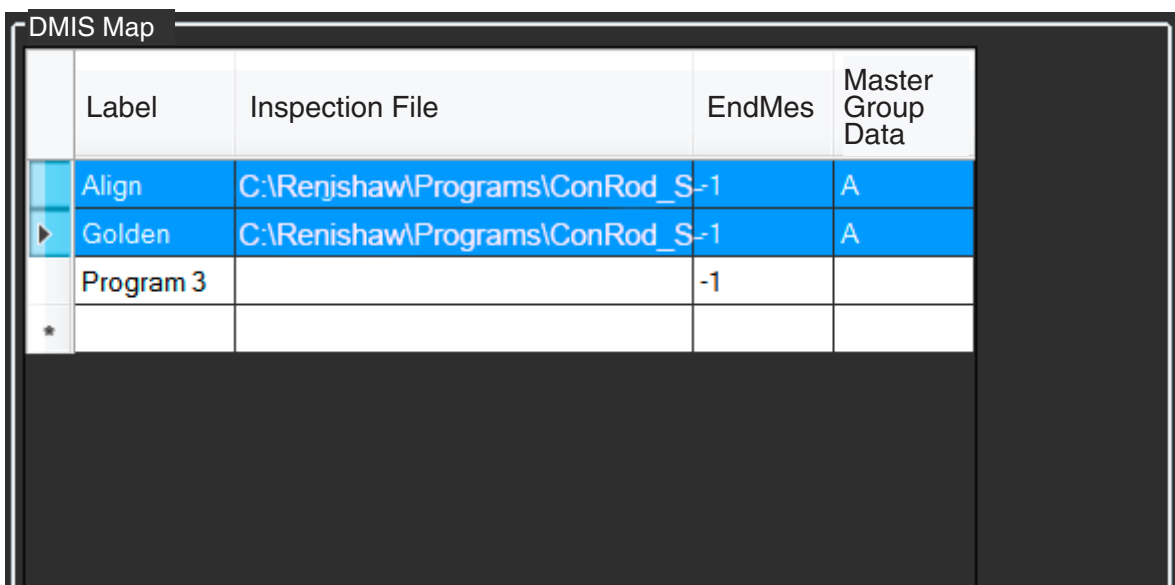 DMIS Map
Label Inspection File EndMes Master Group Data
Align C:\Renishaw\Programs\ConRod_S -1 A
Golden C:\Renishaw\Programs\ConRod_S -1 A
Program 3 -1
*